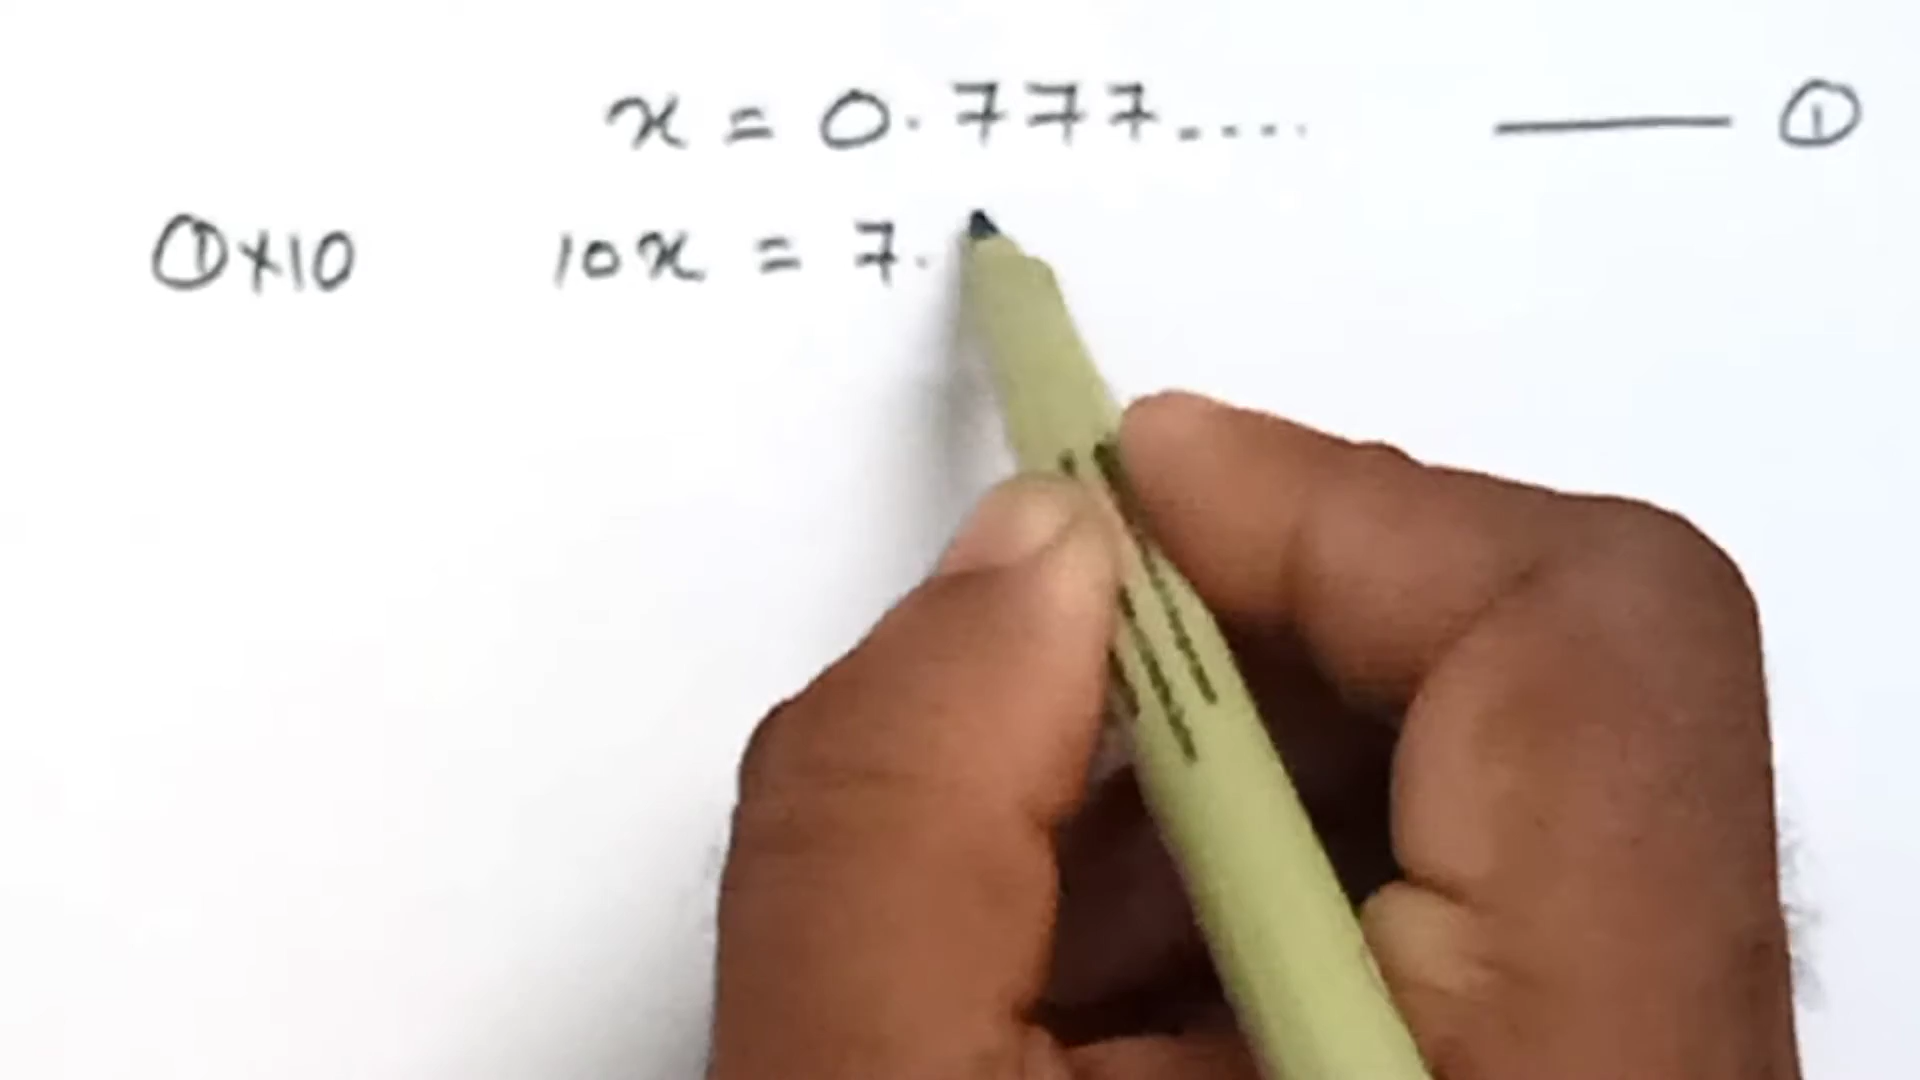 x = 0.777.... —— ①
①×10 10x = 7.